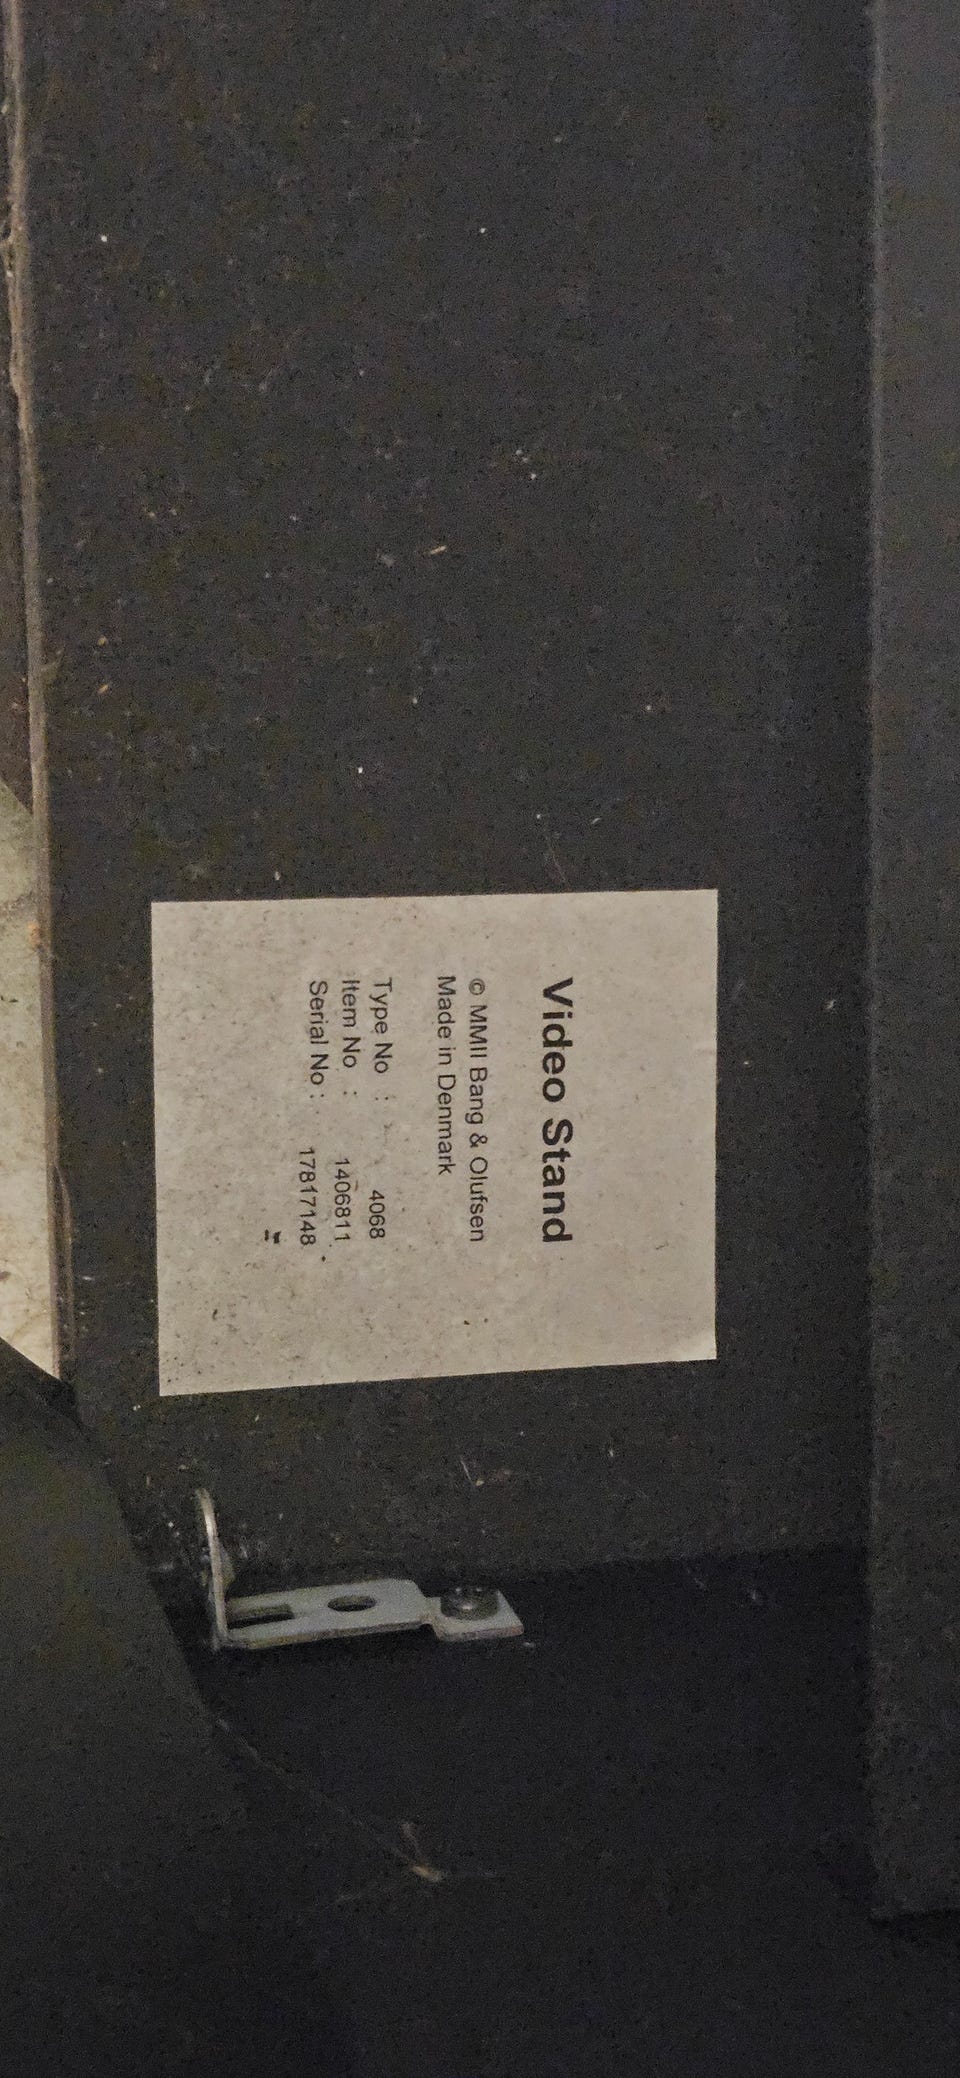 Video Stand
© MMII Bang & Olufsen
Made in Denmark
Type No : 4068
Item No : 1406811
Serial No : 17817148